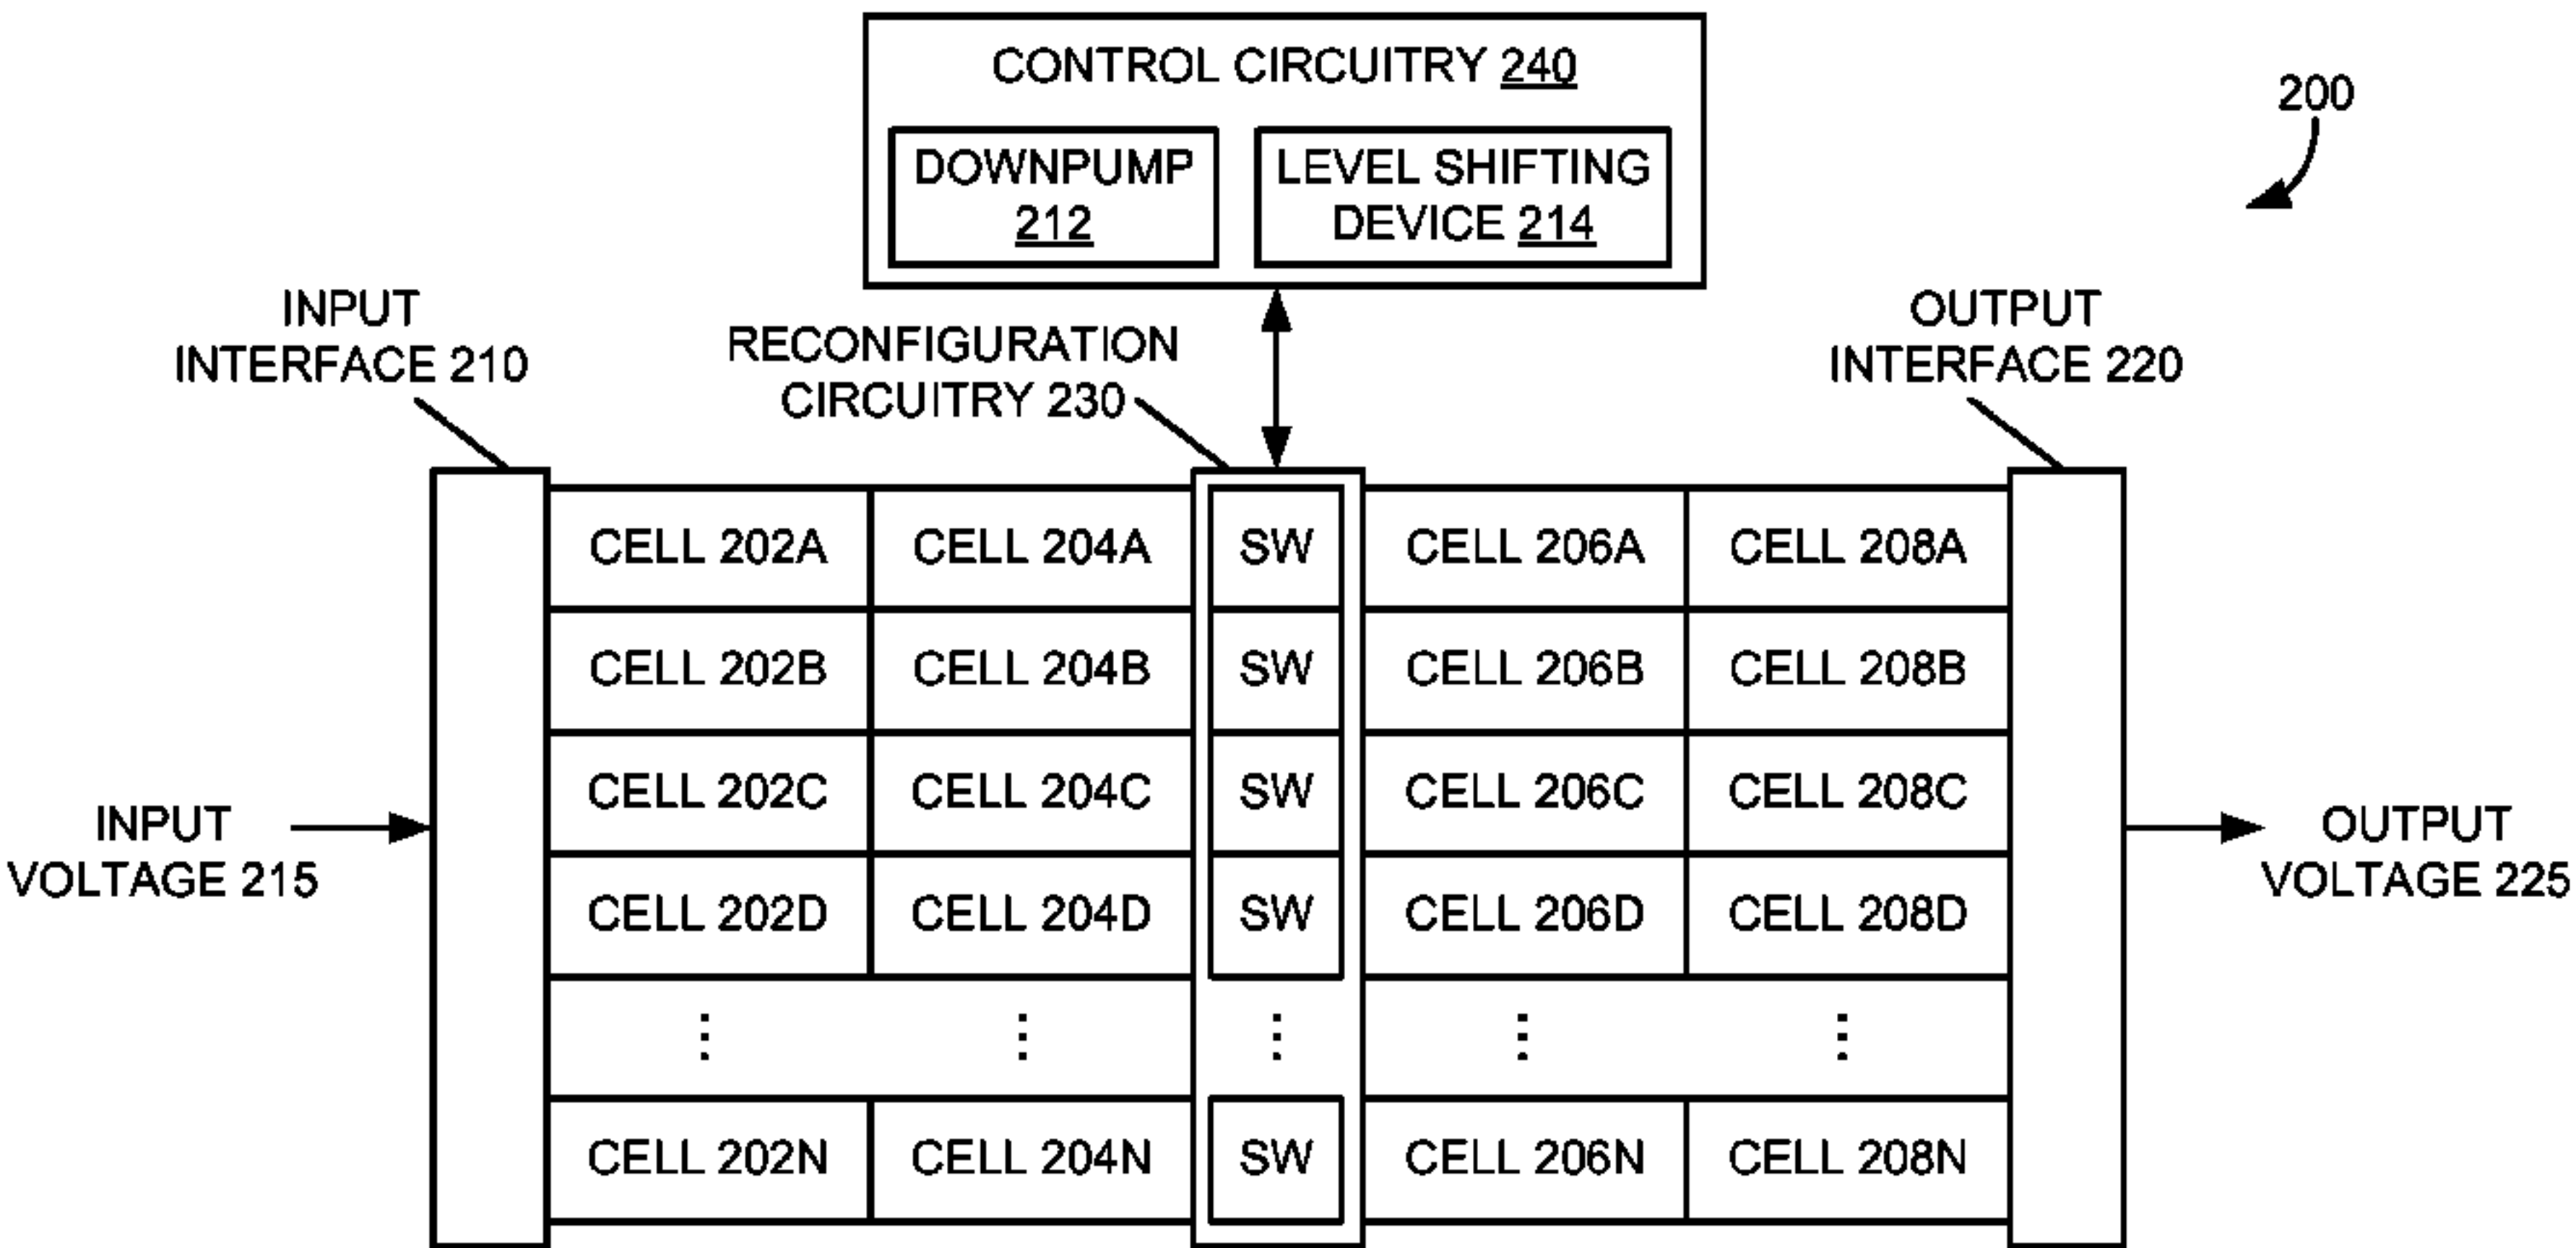 CONTROL CIRCUITRY 240
200
DOWNPUMP
212
LEVEL SHIFTING
DEVICE 214
INPUT
INTERFACE 210
RECONFIGURATION
CIRCUITRY 230
OUTPUT
INTERFACE 220
CELL 202A CELL 204A SW CELL 206A CELL 208A
CELL 202B CELL 204B SW CELL 206B CELL 208B
CELL 202C CELL 204C SW CELL 206C CELL 208C
INPUT
VOLTAGE 215
OUTPUT
VOLTAGE 225
CELL 202D CELL 204D SW CELL 206D CELL 208D
⋮ ⋮ ⋮ ⋮ ⋮
CELL 202N CELL 204N SW CELL 206N CELL 208N